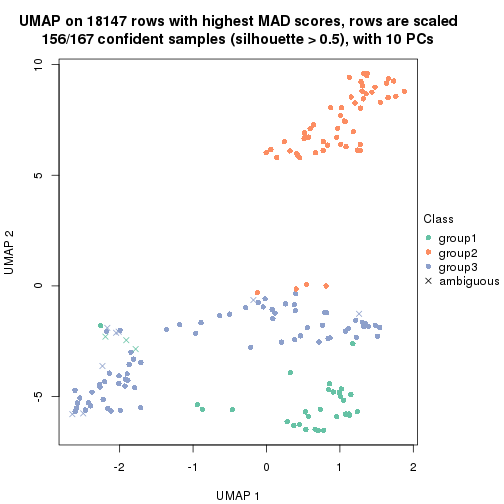 UMAP on 18147 rows with highest MAD scores, rows are scaled
156/167 confident samples (silhouette > 0.5), with 10 PCs
10
5
0
-5
UMAP 2
-2
-1
0
1
2
UMAP 1
Class
group1
group2
group3
ambiguous